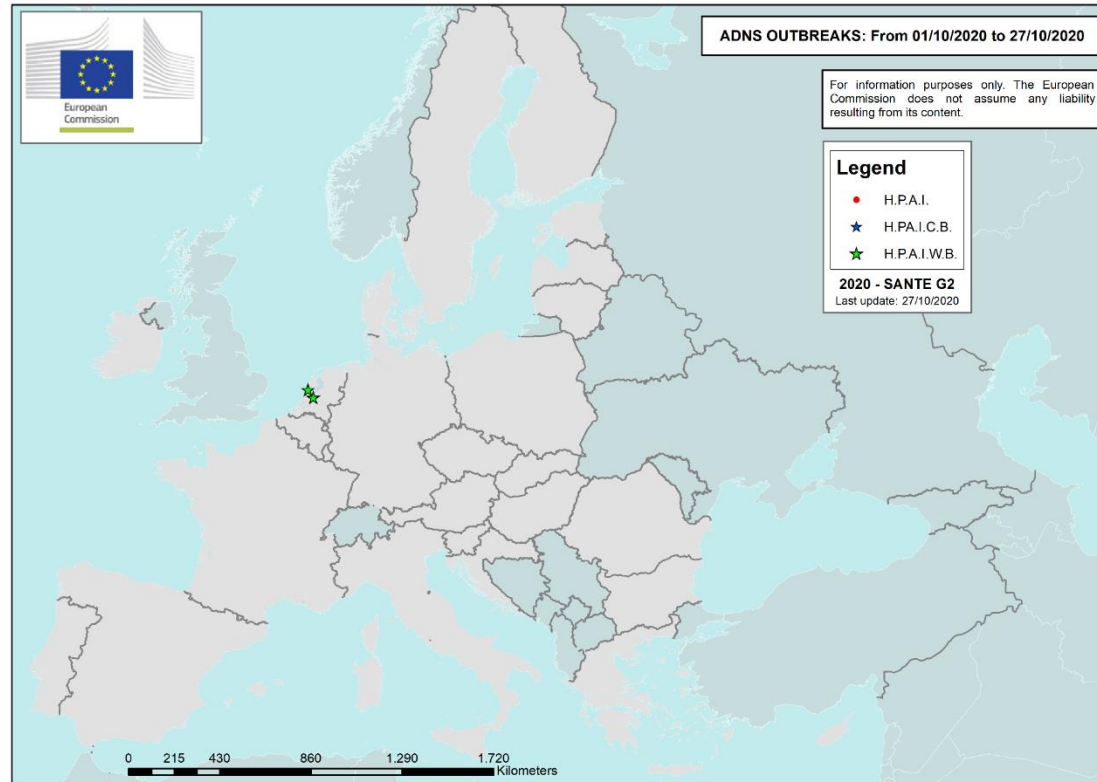 European
Commission
ADNS OUTBREAKS: From 01/10/2020 to 27/10/2020
For information purposes only. The European
Commission does not assume any liability
resulting from its content.
Legend
H.P.A.I.
H.PA.I.C.B.
H.P.A.I.W.B.
2020 - SANTE G2
Last update: 27/10/2020
0 215 430 860 1.290 1.720
Kilometers